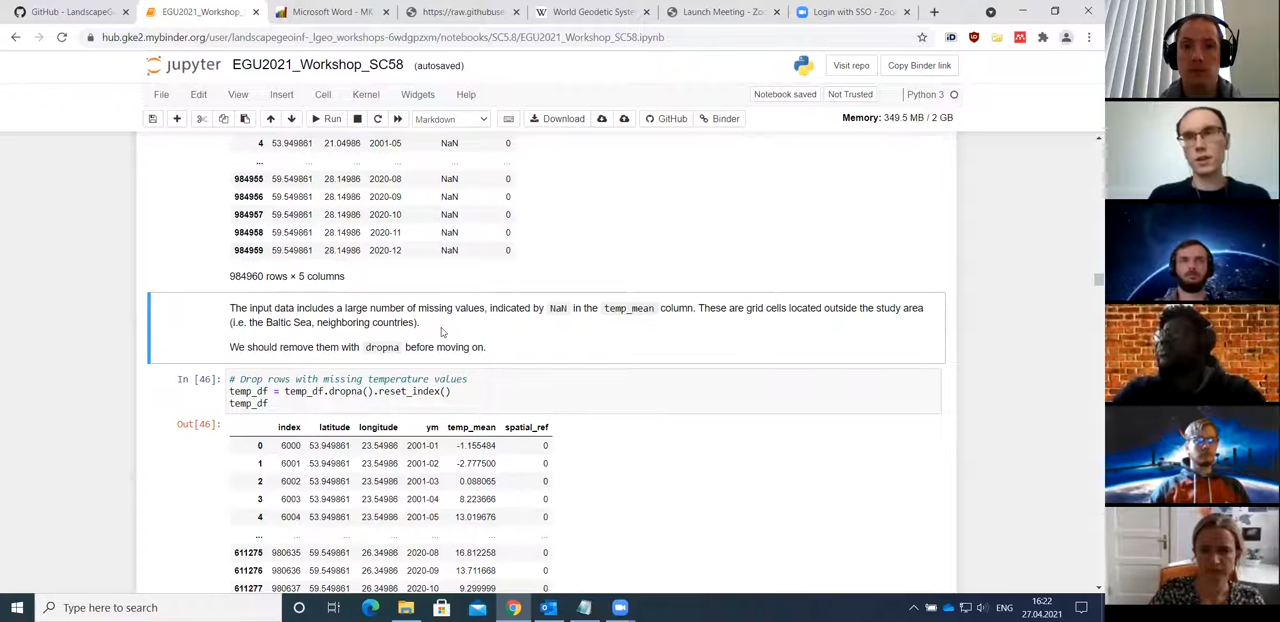 GitHub - LandscapeGe
EGU2021_Workshop_
Microsoft Word - MK
https://raw.githubuse
World Geodetic Syste
Launch Meeting - Zoo
Login with SSO - Zoo
hub.gke2.mybinder.org/user/landscapegeoinf-_lgeo_workshops-6wdgpzxm/notebooks/SC5.8/EGU2021_Workshop_SC58.ipynb
jupyter EGU2021_Workshop_SC58 (autosaved)
Visit repo Copy Binder link
File Edit View Insert Cell Kernel Widgets Help
Notebook saved Not Trusted Python 3
Run Markdown Download GitHub Binder Memory: 349.5 MB / 2 GB
4 53.949861 21.04986 2001-05 NaN 0
... ... ... ... ... ...
984955 59.549861 28.14986 2020-08 NaN 0
984956 59.549861 28.14986 2020-09 NaN 0
984957 59.549861 28.14986 2020-10 NaN 0
984958 59.549861 28.14986 2020-11 NaN 0
984959 59.549861 28.14986 2020-12 NaN 0
984960 rows × 5 columns
The input data includes a large number of missing values, indicated by NaN in the temp_mean column. These are grid cells located outside the study area
(i.e. the Baltic Sea, neighboring countries).
We should remove them with dropna before moving on.
In [46]: # Drop rows with missing temperature values
temp_df = temp_df.dropna().reset_index()
temp_df
Out[46]:
index latitude longitude ym temp_mean spatial_ref
0 6000 53.949861 23.54986 2001-01 -1.155484 0
1 6001 53.949861 23.54986 2001-02 -2.777500 0
2 6002 53.949861 23.54986 2001-03 0.088065 0
3 6003 53.949861 23.54986 2001-04 8.223666 0
4 6004 53.949861 23.54986 2001-05 13.019676 0
... ... ... ... ... ... ...
611275 980635 59.549861 26.34986 2020-08 16.812258 0
611276 980636 59.549861 26.34986 2020-09 13.711668 0
611277 980637 59.549861 26.34986 2020-10 9.299999 0
Type here to search
ENG
16:22
27.04.2021